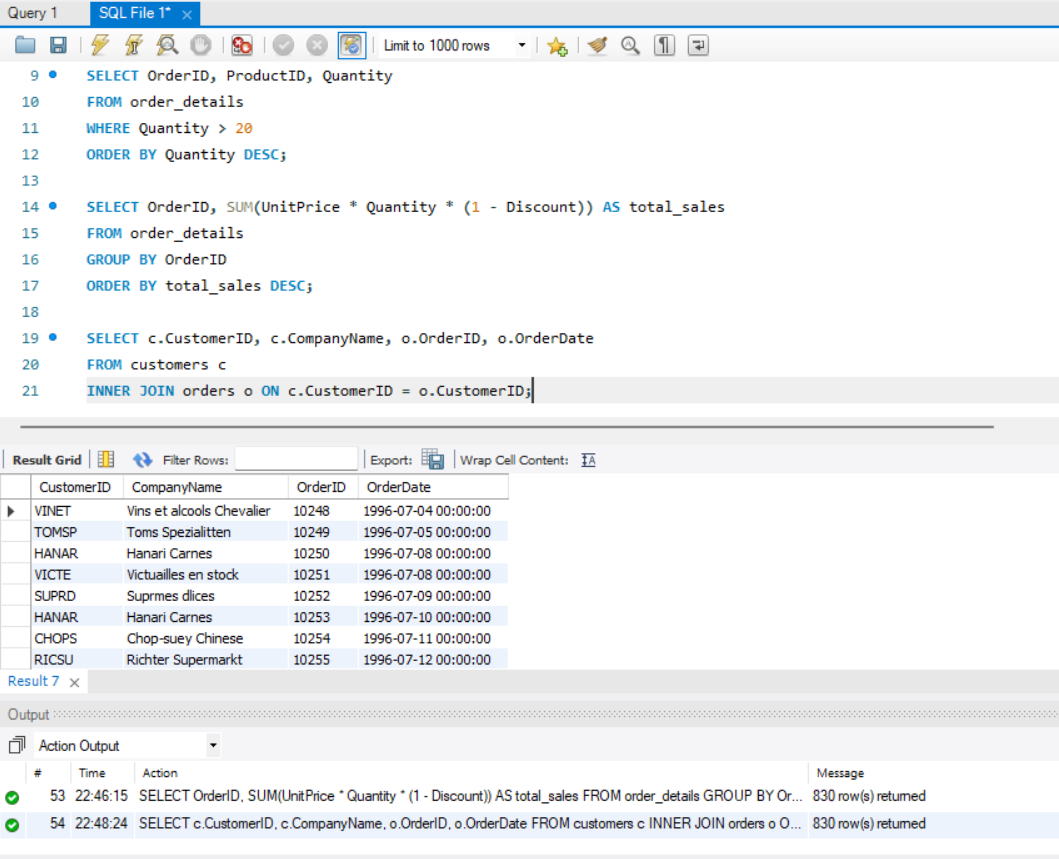 Query 1 SQL File 1* ×
Limit to 1000 rows
9 SELECT OrderID, ProductID, Quantity
10 FROM order_details
11 WHERE Quantity > 20
12 ORDER BY Quantity DESC;
13
14 SELECT OrderID, SUM(UnitPrice * Quantity * (1 - Discount)) AS total_sales
15 FROM order_details
16 GROUP BY OrderID
17 ORDER BY total_sales DESC;
18
19 SELECT c.CustomerID, c.CompanyName, o.OrderID, o.OrderDate
20 FROM customers c
21 INNER JOIN orders o ON c.CustomerID = o.CustomerID;
Result Grid Filter Rows: Export: Wrap Cell Content: IA
CustomerID CompanyName OrderID OrderDate
VINET Vins et alcools Chevalier 10248 1996-07-04 00:00:00
TOMSP Toms Spezialitten 10249 1996-07-05 00:00:00
HANAR Hanari Carnes 10250 1996-07-08 00:00:00
VICTE Victuailles en stock 10251 1996-07-08 00:00:00
SUPRD Suprmes dlices 10252 1996-07-09 00:00:00
HANAR Hanari Carnes 10253 1996-07-10 00:00:00
CHOPS Chop-suey Chinese 10254 1996-07-11 00:00:00
RICSU Richter Supermarkt 10255 1996-07-12 00:00:00
Result 7 ×
Output
Action Output
# Time Action Message
53 22:46:15 SELECT OrderID, SUM(UnitPrice * Quantity * (1 - Discount)) AS total_sales FROM order_details GROUP BY Or... 830 row(s) returned
54 22:48:24 SELECT c.CustomerID, c.CompanyName, o.OrderID, o.OrderDate FROM customers c INNER JOIN orders o O... 830 row(s) returned